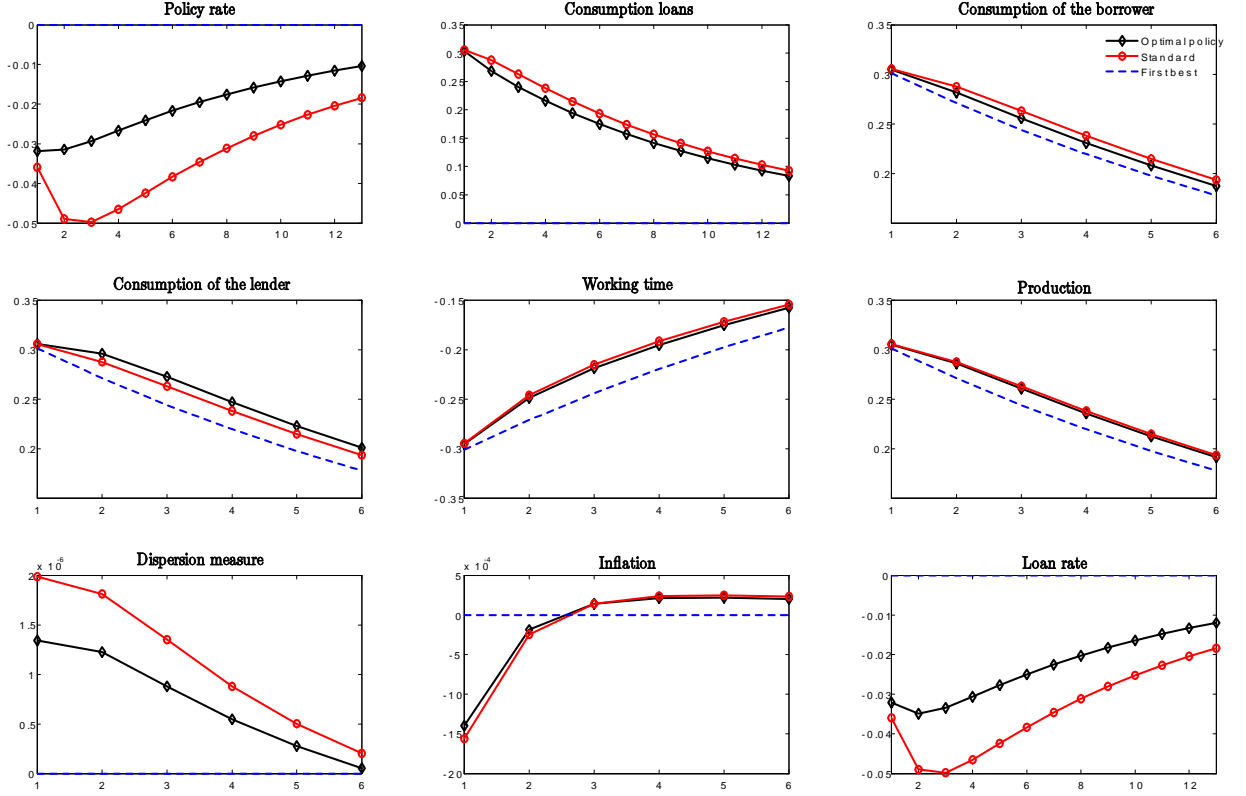 Policy rate
0
-0.01
-0.02
-0.03
-0.04
-0.05
2 4 6 8 10 12
Consumption loans
0.35
0.3
0.25
0.2
0.15
0.1
0.05
0
2 4 6 8 10 12
Consumption of the borrower
0.35
0.3
0.25
0.2
1 2 3 4 5 6
Optimal policy
Standard
First best
Consumption of the lender
0.35
0.3
0.25
0.2
1 2 3 4 5 6
Working time
-0.15
-0.2
-0.25
-0.3
-0.35
1 2 3 4 5 6
Production
0.35
0.3
0.25
0.2
1 2 3 4 5 6
Dispersion measure
x 10^-6
2
1.5
1
0.5
0
1 2 3 4 5 6
Inflation
x 10^-4
5
0
-5
-10
-15
-20
1 2 3 4 5 6
Loan rate
0
-0.01
-0.02
-0.03
-0.04
-0.05
2 4 6 8 10 12